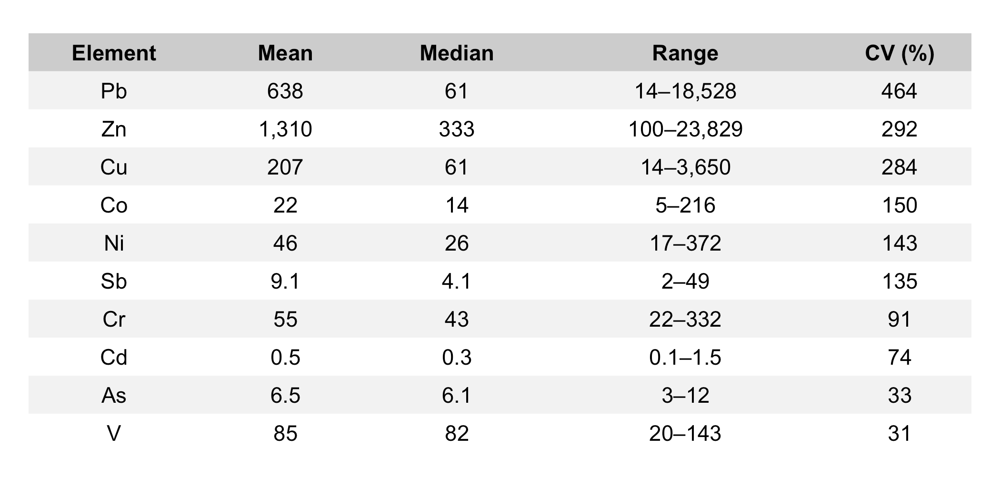 Element Mean Median Range CV (%)
Pb 638 61 14–18,528 464
Zn 1,310 333 100–23,829 292
Cu 207 61 14–3,650 284
Co 22 14 5–216 150
Ni 46 26 17–372 143
Sb 9.1 4.1 2–49 135
Cr 55 43 22–332 91
Cd 0.5 0.3 0.1–1.5 74
As 6.5 6.1 3–12 33
V 85 82 20–143 31